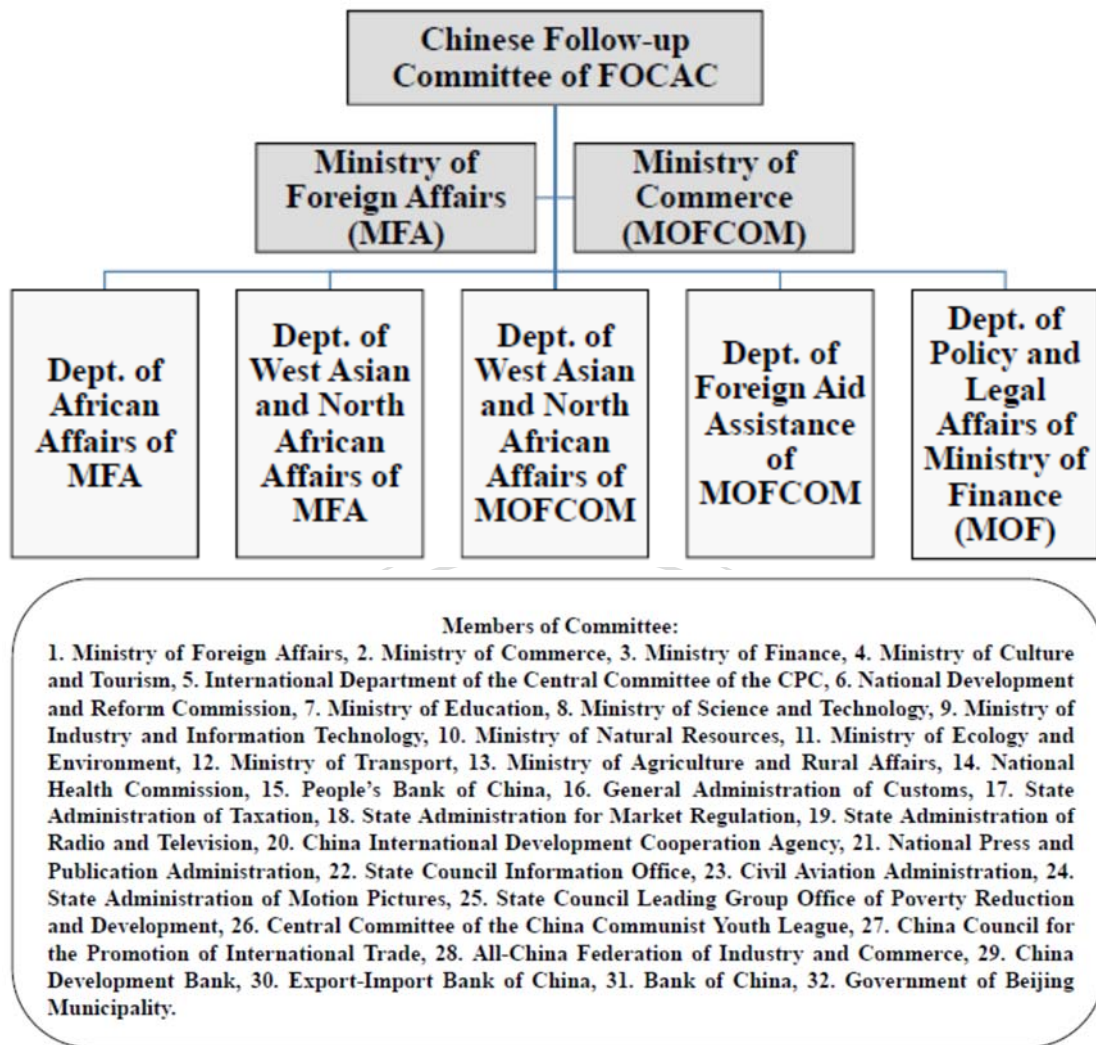 Chinese Follow-up
Committee of FOCAC
Ministry of
Foreign Affairs
(MFA)
Ministry of
Commerce
(MOFCOM)
Dept. of
African
Affairs of
MFA
Dept. of
West Asian
and North
African
Affairs of
MFA
Dept. of
West Asian
and North
African
Affairs of
MOFCOM
Dept. of
Foreign Aid
Assistance
of
MOFCOM
Dept. of
Policy and
Legal
Affairs of
Ministry of
Finance
(MOF)
Members of Committee:
1. Ministry of Foreign Affairs, 2. Ministry of Commerce, 3. Ministry of Finance, 4. Ministry of Culture
and Tourism, 5. International Department of the Central Committee of the CPC, 6. National Development
and Reform Commission, 7. Ministry of Education, 8. Ministry of Science and Technology, 9. Ministry of
Industry and Information Technology, 10. Ministry of Natural Resources, 11. Ministry of Ecology and
Environment, 12. Ministry of Transport, 13. Ministry of Agriculture and Rural Affairs, 14. National
Health Commission, 15. People's Bank of China, 16. General Administration of Customs, 17. State
Administration of Taxation, 18. State Administration for Market Regulation, 19. State Administration of
Radio and Television, 20. China International Development Cooperation Agency, 21. National Press and
Publication Administration, 22. State Council Information Office, 23. Civil Aviation Administration, 24.
State Administration of Motion Pictures, 25. State Council Leading Group Office of Poverty Reduction
and Development, 26. Central Committee of the China Communist Youth League, 27. China Council for
the Promotion of International Trade, 28. All-China Federation of Industry and Commerce, 29. China
Development Bank, 30. Export-Import Bank of China, 31. Bank of China, 32. Government of Beijing
Municipality.